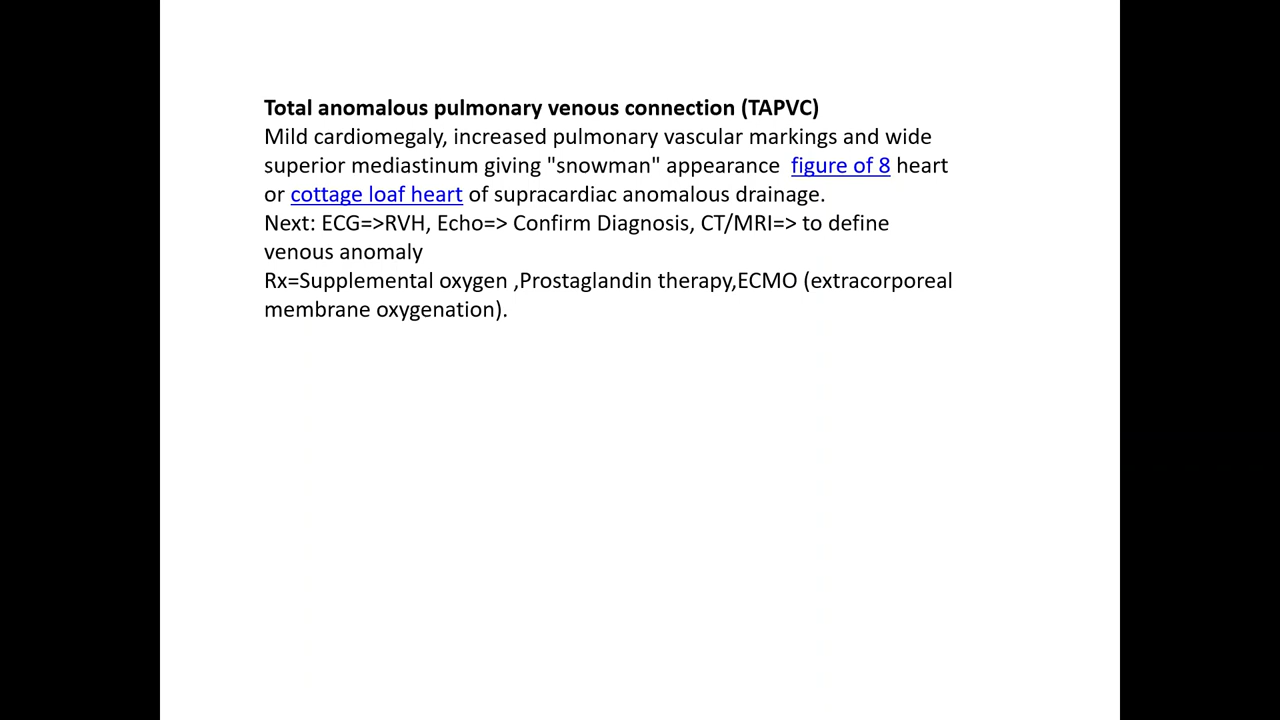 Total anomalous pulmonary venous connection (TAPVC)
Mild cardiomegaly, increased pulmonary vascular markings and wide
superior mediastinum giving "snowman" appearance  figure of 8 heart
or cottage loaf heart of supracardiac anomalous drainage.
Next: ECG=>RVH, Echo=> Confirm Diagnosis, CT/MRI=> to define
venous anomaly
Rx=Supplemental oxygen ,Prostaglandin therapy,ECMO (extracorporeal
membrane oxygenation).